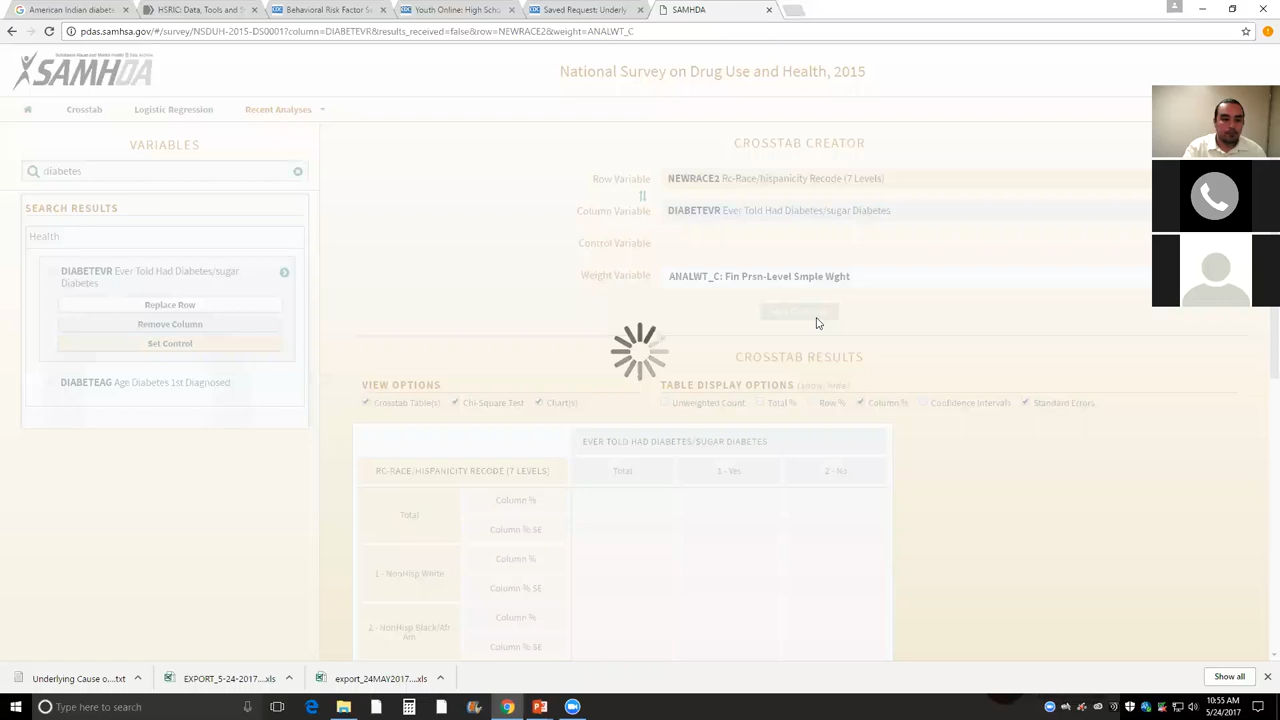 American Indian diabetes
HSRIC: Data, Tools and S
Behavioral Risk Factor Su
Youth Online: High Scho
Saved Request: Underly
SAMHDA
pdas.samhsa.gov/#/survey/NSDUH-2015-DS0001?column=DIABETEVR&results_received=false&row=NEWRACE2&weight=ANALWT_C
SAMHDA
National Survey on Drug Use and Health, 2015
Crosstab
Logistic Regression
Recent Analyses
VARIABLES
diabetes
SEARCH RESULTS
Health
DIABETEVR Ever Told Had Diabetes/sugar
Diabetes
Replace Row
Remove Column
Set Control
DIABETEAG Age Diabetes 1st Diagnosed
CROSSTAB CREATOR
Row Variable
NEWRACE2 Rc-Race/hispanicity Recode (7 Levels)
Column Variable
DIABETEVR Ever Told Had Diabetes/sugar Diabetes
Control Variable
Weight Variable
ANALWT_C: Fin Prsn-Level Smple Wght
CROSSTAB RESULTS
VIEW OPTIONS
Crosstab Table(s)
Chi-Square Test
Chart(s)
TABLE DISPLAY OPTIONS (show/hide)
Unweighted Count
Total %
Row %
Column %
Confidence Intervals
Standard Errors
EVER TOLD HAD DIABETES/SUGAR DIABETES
RC-RACE/HISPANICITY RECODE (7 LEVELS)
Total
1 - Yes
2 - No
Total
Column %
Column % SE
1 - NonHisp White
Column %
Column % SE
2 - NonHisp Black/Afr
Am
Column %
Column % SE
Underlying Cause o....txt
EXPORT_5-24-2017....xls
export_24MAY2017....xls
Show all
Type here to search
10:55 AM
5/24/2017